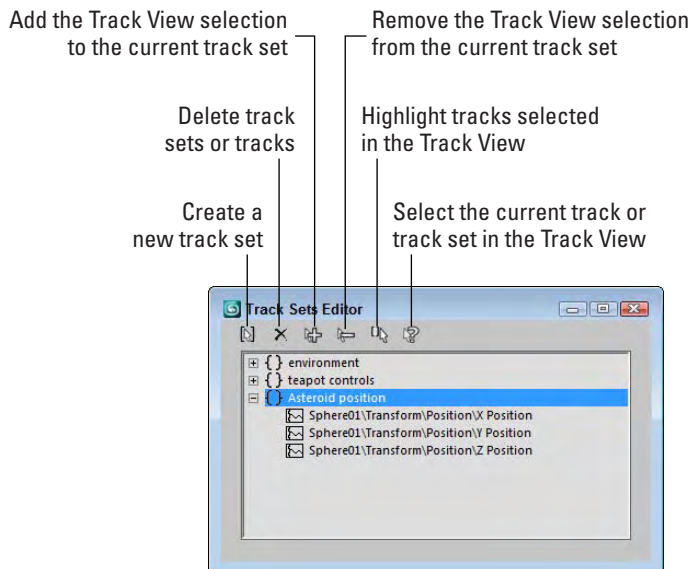 Add the Track View selection
to the current track set
Remove the Track View selection
from the current track set
Delete track
sets or tracks
Highlight tracks selected
in the Track View
Create a
new track set
Select the current track or
track set in the Track View
Track Sets Editor
environment
teapot controls
Asteroid position
Sphere01\Transform\Position\X Position
Sphere01\Transform\Position\Y Position
Sphere01\Transform\Position\Z Position